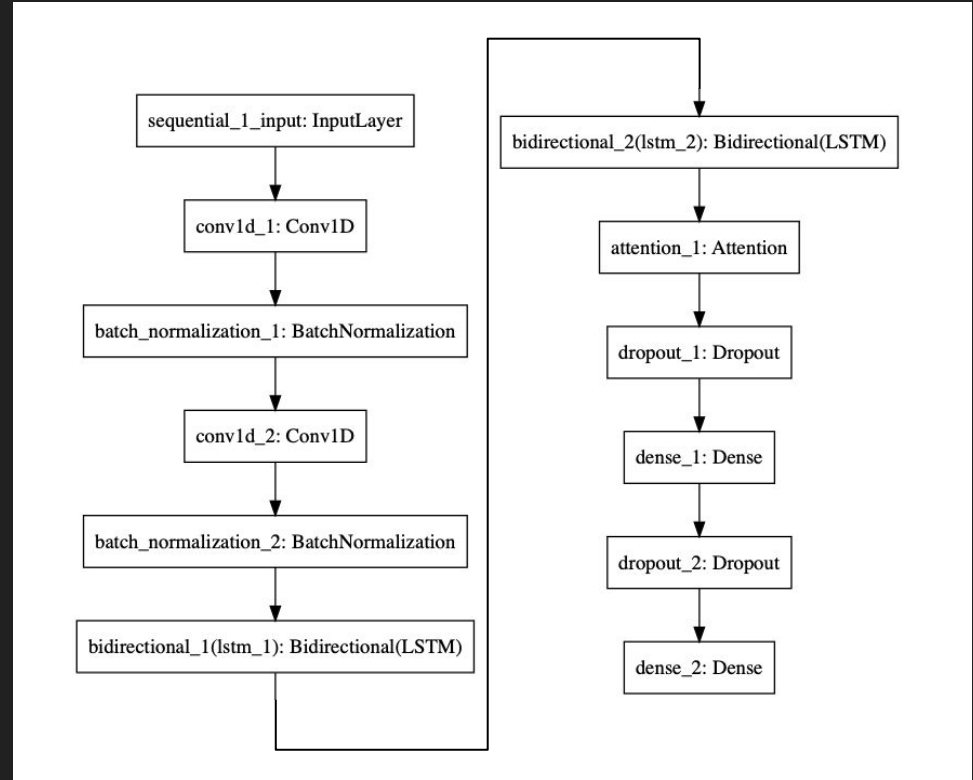 sequential_1_input: InputLayer
conv1d_1: Conv1D
batch_normalization_1: BatchNormalization
conv1d_2: Conv1D
batch_normalization_2: BatchNormalization
bidirectional_1(lstm_1): Bidirectional(LSTM)
bidirectional_2(lstm_2): Bidirectional(LSTM)
attention_1: Attention
dropout_1: Dropout
dense_1: Dense
dropout_2: Dropout
dense_2: Dense